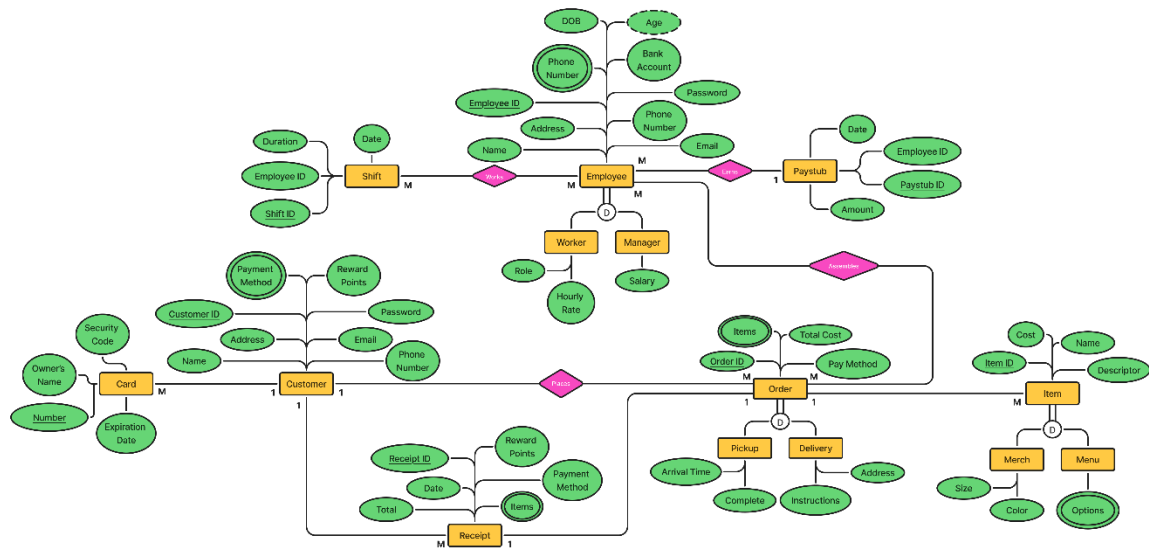 DOB
Age
Phone
Number
Bank
Account
Employee ID
Password
Address
Phone
Number
Name
Email
Duration
Date
Employee ID
Shift
Shift ID
M
Works
M
Employee
M
M
1
Paystub
Date
Employee ID
Paystub ID
Amount
D
Worker
Manager
Role
Hourly
Rate
Salary
Assembles
Payment
Method
Reward
Points
Customer ID
Password
Address
Email
Name
Phone
Number
Security
Code
Owner's
Name
Card
Number
Expiration
Date
M
1
Customer
1
1
Places
Items
Total Cost
Order ID
Pay Method
M
M
Order
1
1
D
Pickup
Delivery
Arrival Time
Complete
Instructions
Address
Cost
Name
Item ID
Descriptor
M
Item
D
Merch
Menu
Size
Color
Options
Receipt ID
Reward
Points
Date
Payment
Method
Total
Items
M
Receipt
1